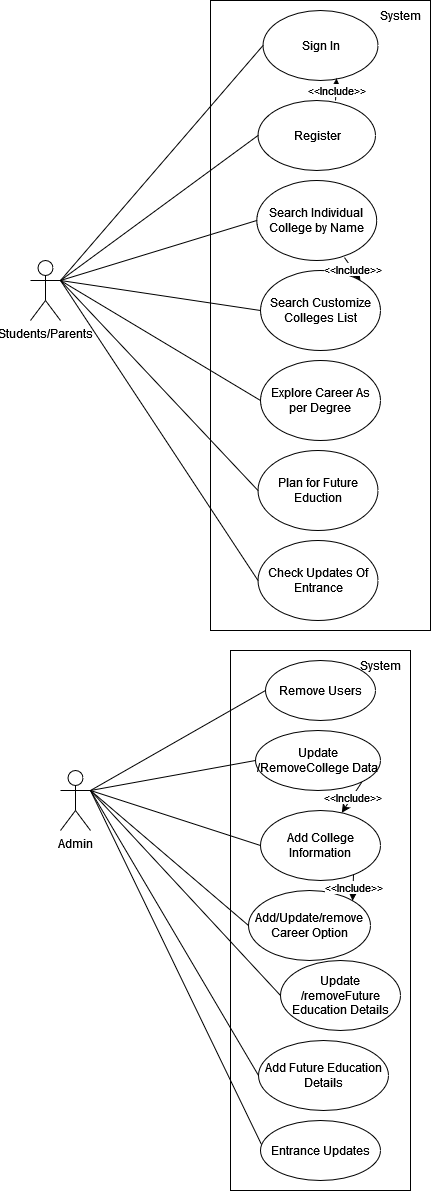 System
Sign In
<<Include>>
Register
Search Individual
College by Name
<<Include>>
Search Customize
Colleges List
Students/Parents
Explore Career As
per Degree
Plan for Future
Eduction
Check Updates Of
Entrance
System
Remove Users
Update
/RemoveCollege Data
<<Include>>
Admin
Add College
Information
<<Include>>
Add/Update/remove
Career Option
Update
/removeFuture
Education Details
Add Future Education
Details
Entrance Updates